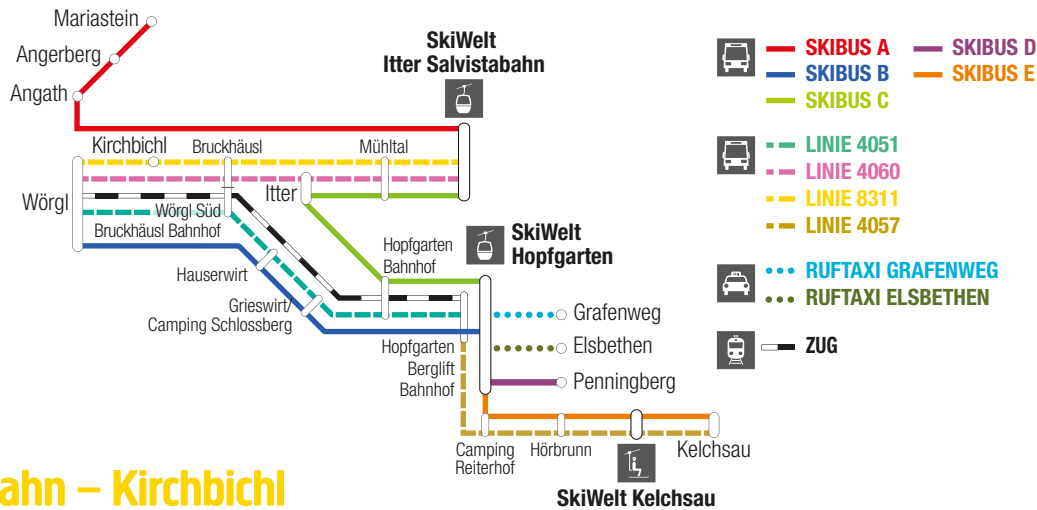 Mariastein
Angerberg
Angath
SkiWelt
Itter Salvistabahn
Kirchbichl
Bruckhäusl
Mühltal
Wörgl
Itter
Wörgl Süd
Bruckhäusl Bahnhof
Hauserwirt
Grieswirt/
Camping Schlossberg
Hopfgarten
Bahnhof
SkiWelt
Hopfgarten
Hopfgarten
Berglift
Bahnhof
Grafenweg
Elsbethen
Penningberg
Camping
Reiterhof
Hörbrunn
Kelchsau
SkiWelt Kelchsau
SKIBUS A
SKIBUS B
SKIBUS C
SKIBUS D
SKIBUS E
LINIE 4051
LINIE 4060
LINIE 8311
LINIE 4057
RUFTAXI GRAFENWEG
RUFTAXI ELSBETHEN
ZUG
ahn – Kirchbichl